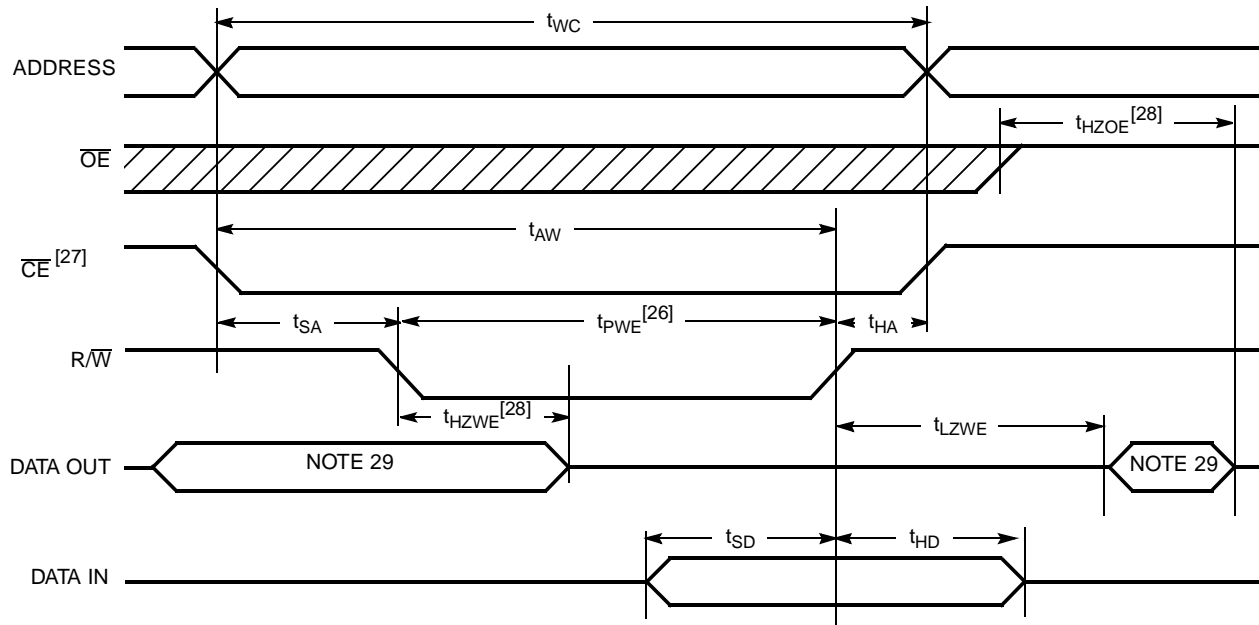 tWC
ADDRESS
tHZOE[28]
OE
tAW
CE [27]
tSA
tPWE[26]
tHA
R/W
tHZWE[28]
tLZWE
DATA OUT
NOTE 29
NOTE 29
tSD
tHD
DATA IN